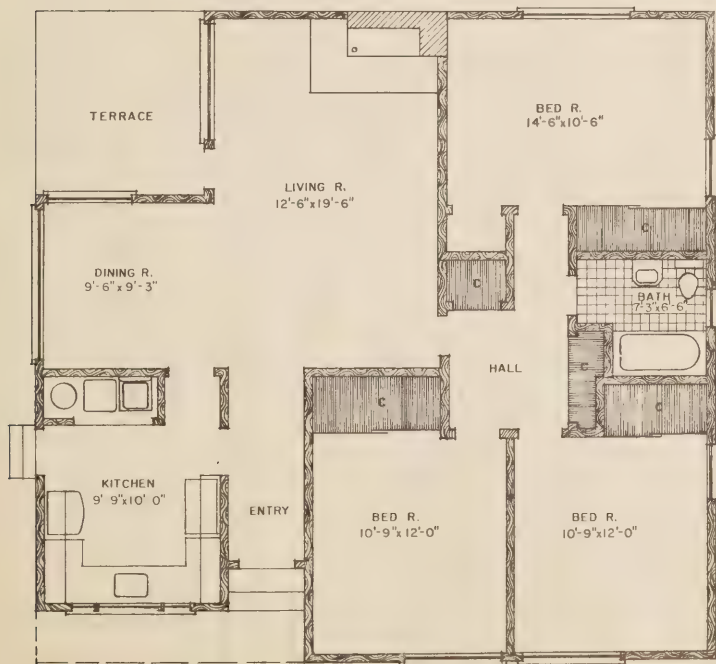 TERRACE
BED R.
14'-6"x10'-6"
LIVING R.
12'-6"x19'-6"
C
DINING R.
9'-6"x9'-3"
C
BATH
7'-3"x6'-6"
HALL
C
C
C
KITCHEN
9'-9"x10'-0"
ENTRY
BED R.
10'-9"x12'-0"
BED R.
10'-9"x12'-0"